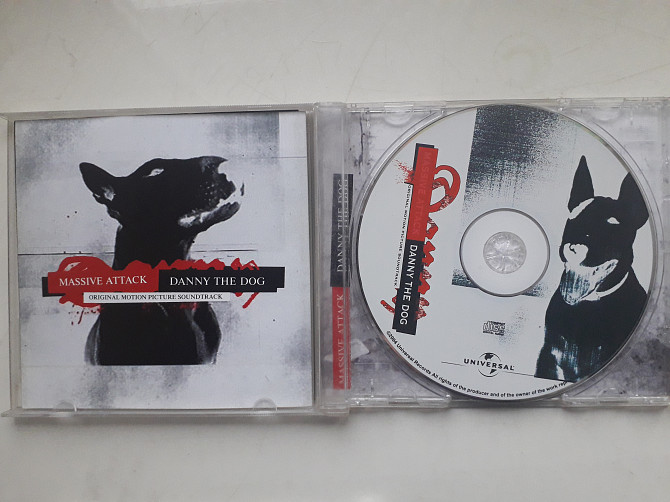 MASSIVE ATTACK DANNY THE DOG
ORIGINAL MOTION PICTURE SOUNDTRACK
MASSIVE ATTACK DANNY THE DOG
DANNY THE DOG
ORIGINAL MOTION PICTURE SOUNDTRACK
UNIVERSAL
©2004 Universal Records All rights of the producer and of the owner of the work